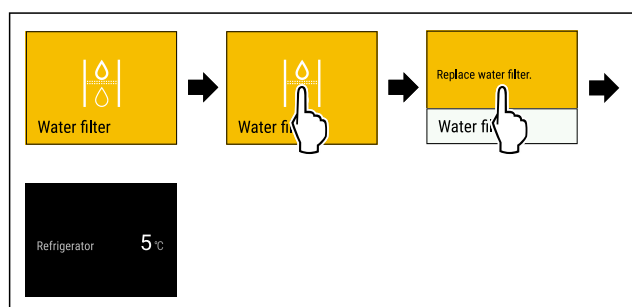 Water filter
Water fi
Replace water filter.
Water fi
Refrigerator 5 °C